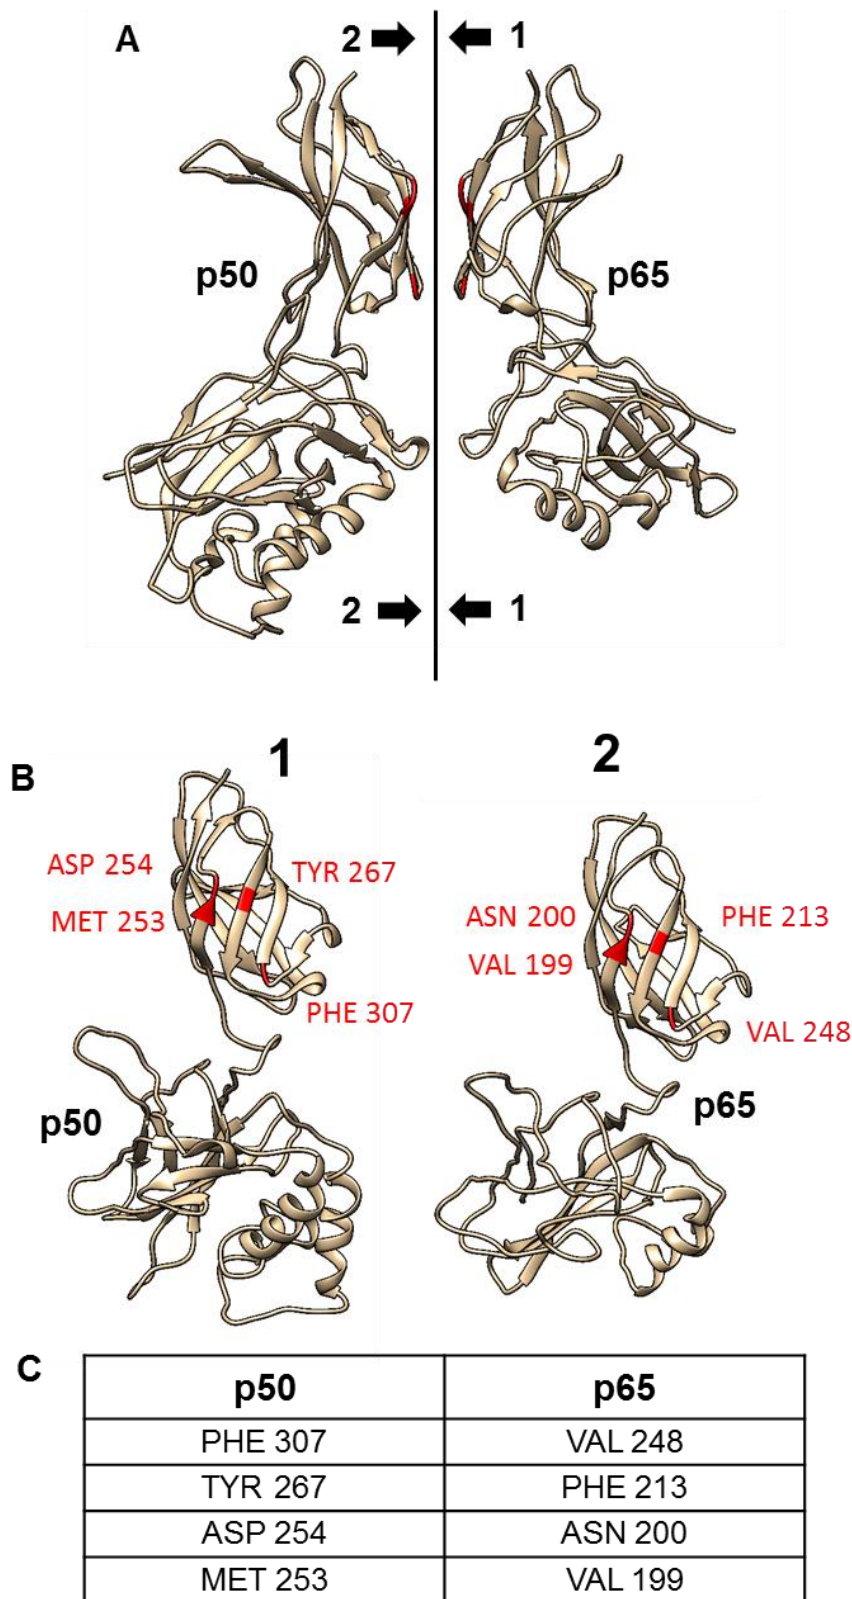 A
2
1
p50
p65
2
1
B
1
2
ASP 254
TYR 267
MET 253
PHE 307
p50
ASN 200
PHE 213
VAL 199
VAL 248
p65
C
p50 p65
PHE 307 VAL 248
TYR 267 PHE 213
ASP 254 ASN 200
MET 253 VAL 199